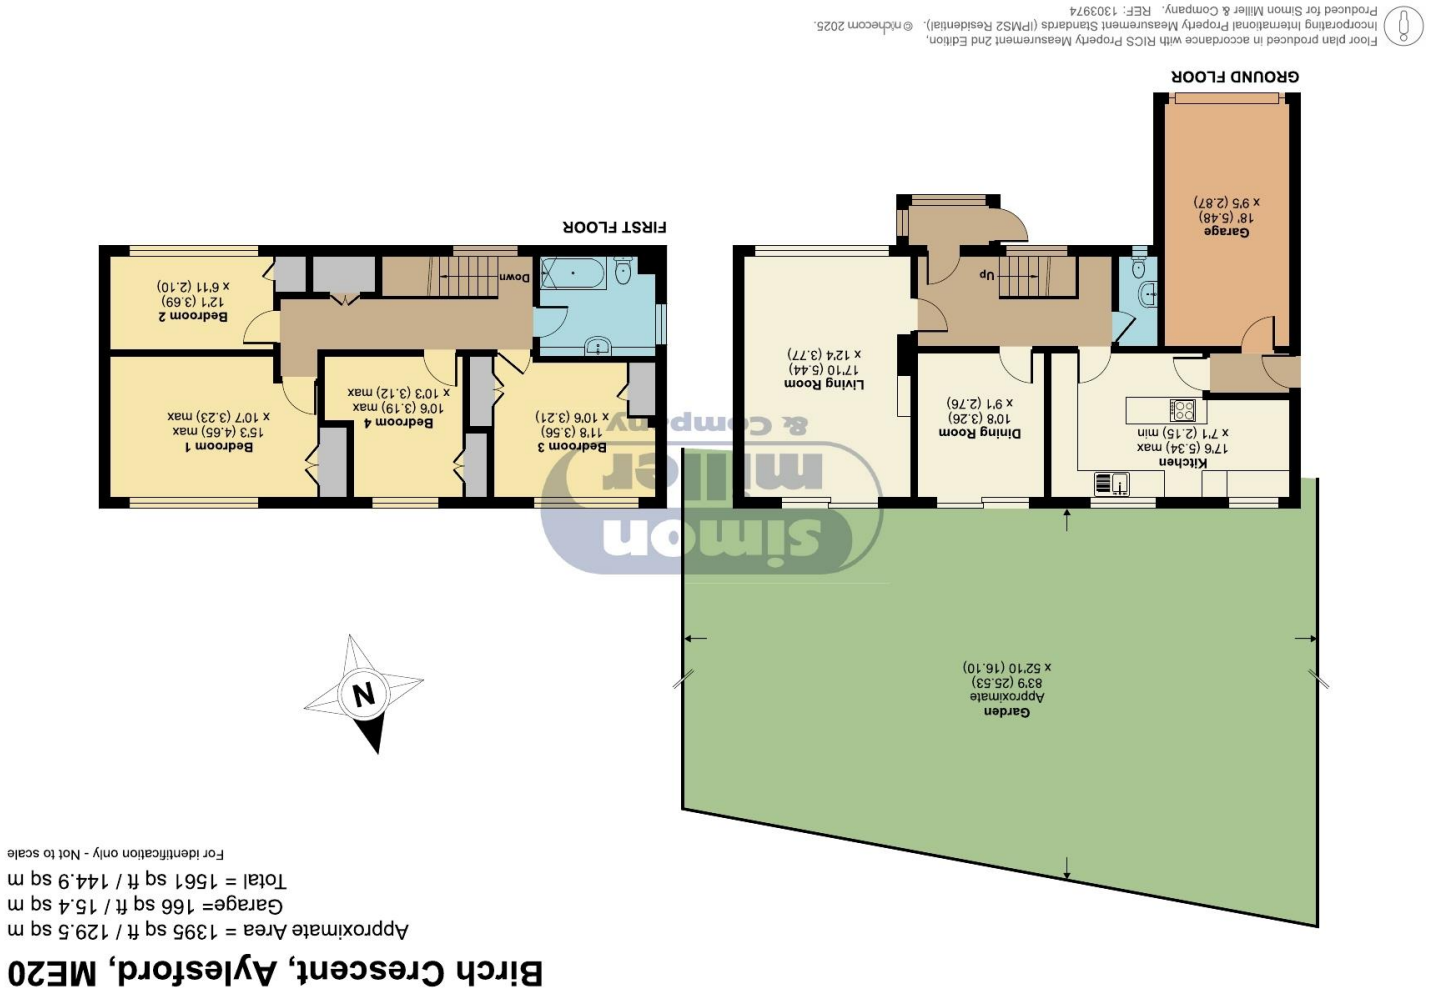 Birch Crescent, Aylesford, ME20
Approximate Area = 1395 sq ft / 129.5 sq m
Garage= 166 sq ft / 15.4 sq m
Total = 1561 sq ft / 144.9 sq m
For identification only - Not to scale
Garden
Approximate
83'9 (25.53)
x 52'10 (16.10)
N
simon
miller
& Company
Kitchen
17'6 (5.34) max
x 7'1 (2.15) min
Dining Room
10'8 (3.26)
x 9'1 (2.76)
Living Room
17'10 (5.44)
x 12'4 (3.77)
Up
Garage
18' (5.48)
x 9'5 (2.87)
GROUND FLOOR
Bedroom 3
11'8 (3.56)
x 10'6 (3.21)
Bedroom 4
10'6 (3.19) max
x 10'3 (3.12) max
Bedroom 1
15'3 (4.65) max
x 10'7 (3.23) max
Bedroom 2
12'1 (3.69)
x 6'11 (2.10)
Down
FIRST FLOOR
Floor plan produced in accordance with RICS Property Measurement 2nd Edition,
Incorporating International Property Measurement Standards (IPMS2 Residential). © nichecom 2025.
Produced for Simon Miller & Company. REF: 1303974